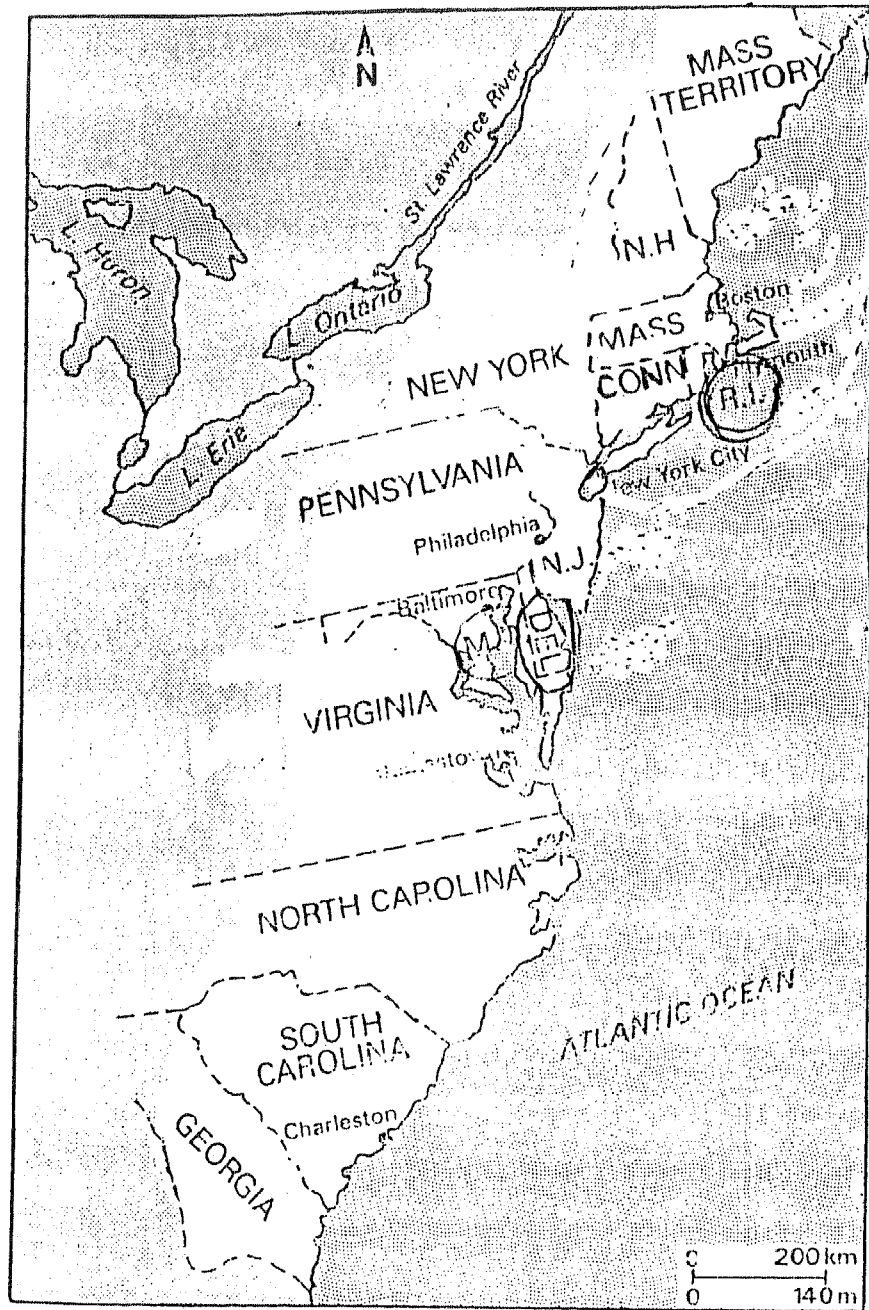 N
MASS
TERRITORY
St. Lawrence River
L. Huron
N.H
L Ontario
Boston
MASS
NEW YORK
CONN
R.I.
L. Erie
New York City
PENNSYLVANIA
Philadelphia
N.J.
Baltimore
DEL
M
VIRGINIA
NORTH CAROLINA
ATLANTIC OCEAN
SOUTH
CAROLINA
Charleston
GEORGIA
0 200 km
0 140 m